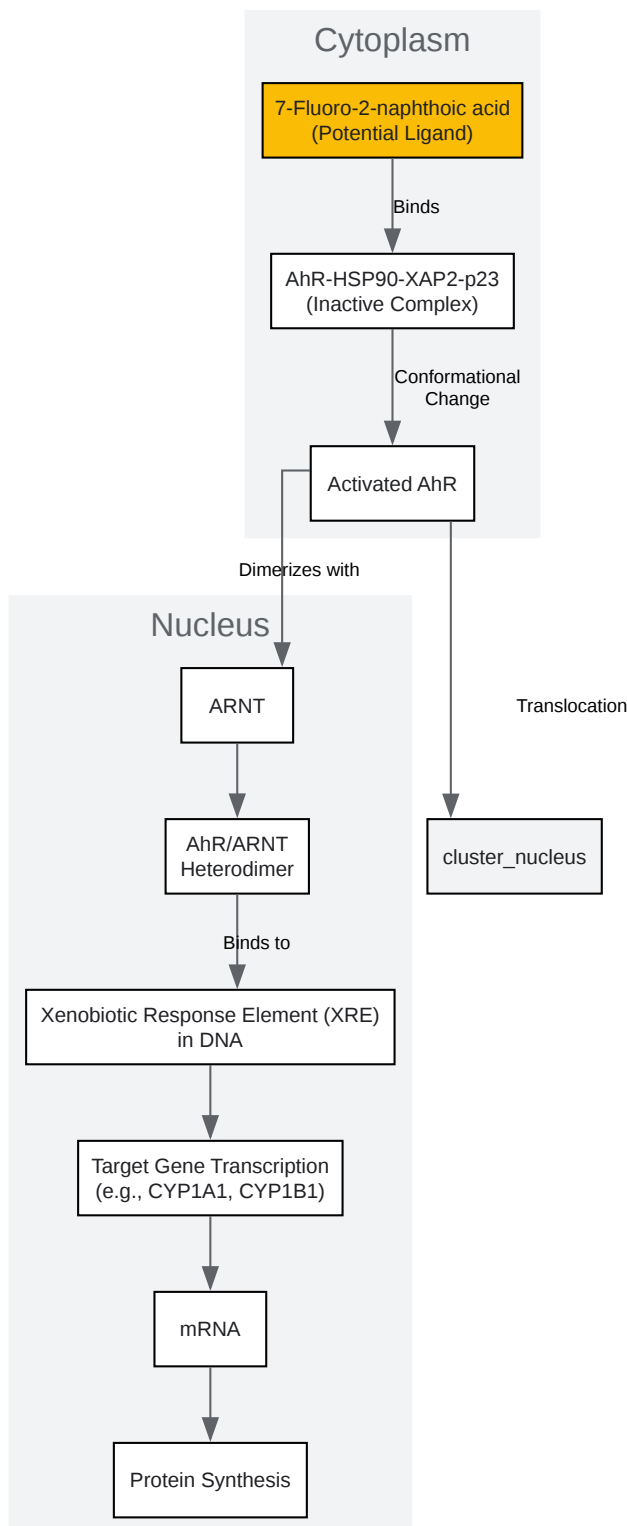 Cytoplasm
7-Fluoro-2-naphthoic acid
(Potential Ligand)
Binds
AhR-HSP90-XAP2-p23
(Inactive Complex)
Conformational
Change
Activated AhR
Dimerizes with
Nucleus
ARNT
Translocation
AhR/ARNT
Heterodimer
cluster_nucleus
Binds to
Xenobiotic Response Element (XRE)
in DNA
Target Gene Transcription
(e.g., CYP1A1, CYP1B1)
mRNA
Protein Synthesis